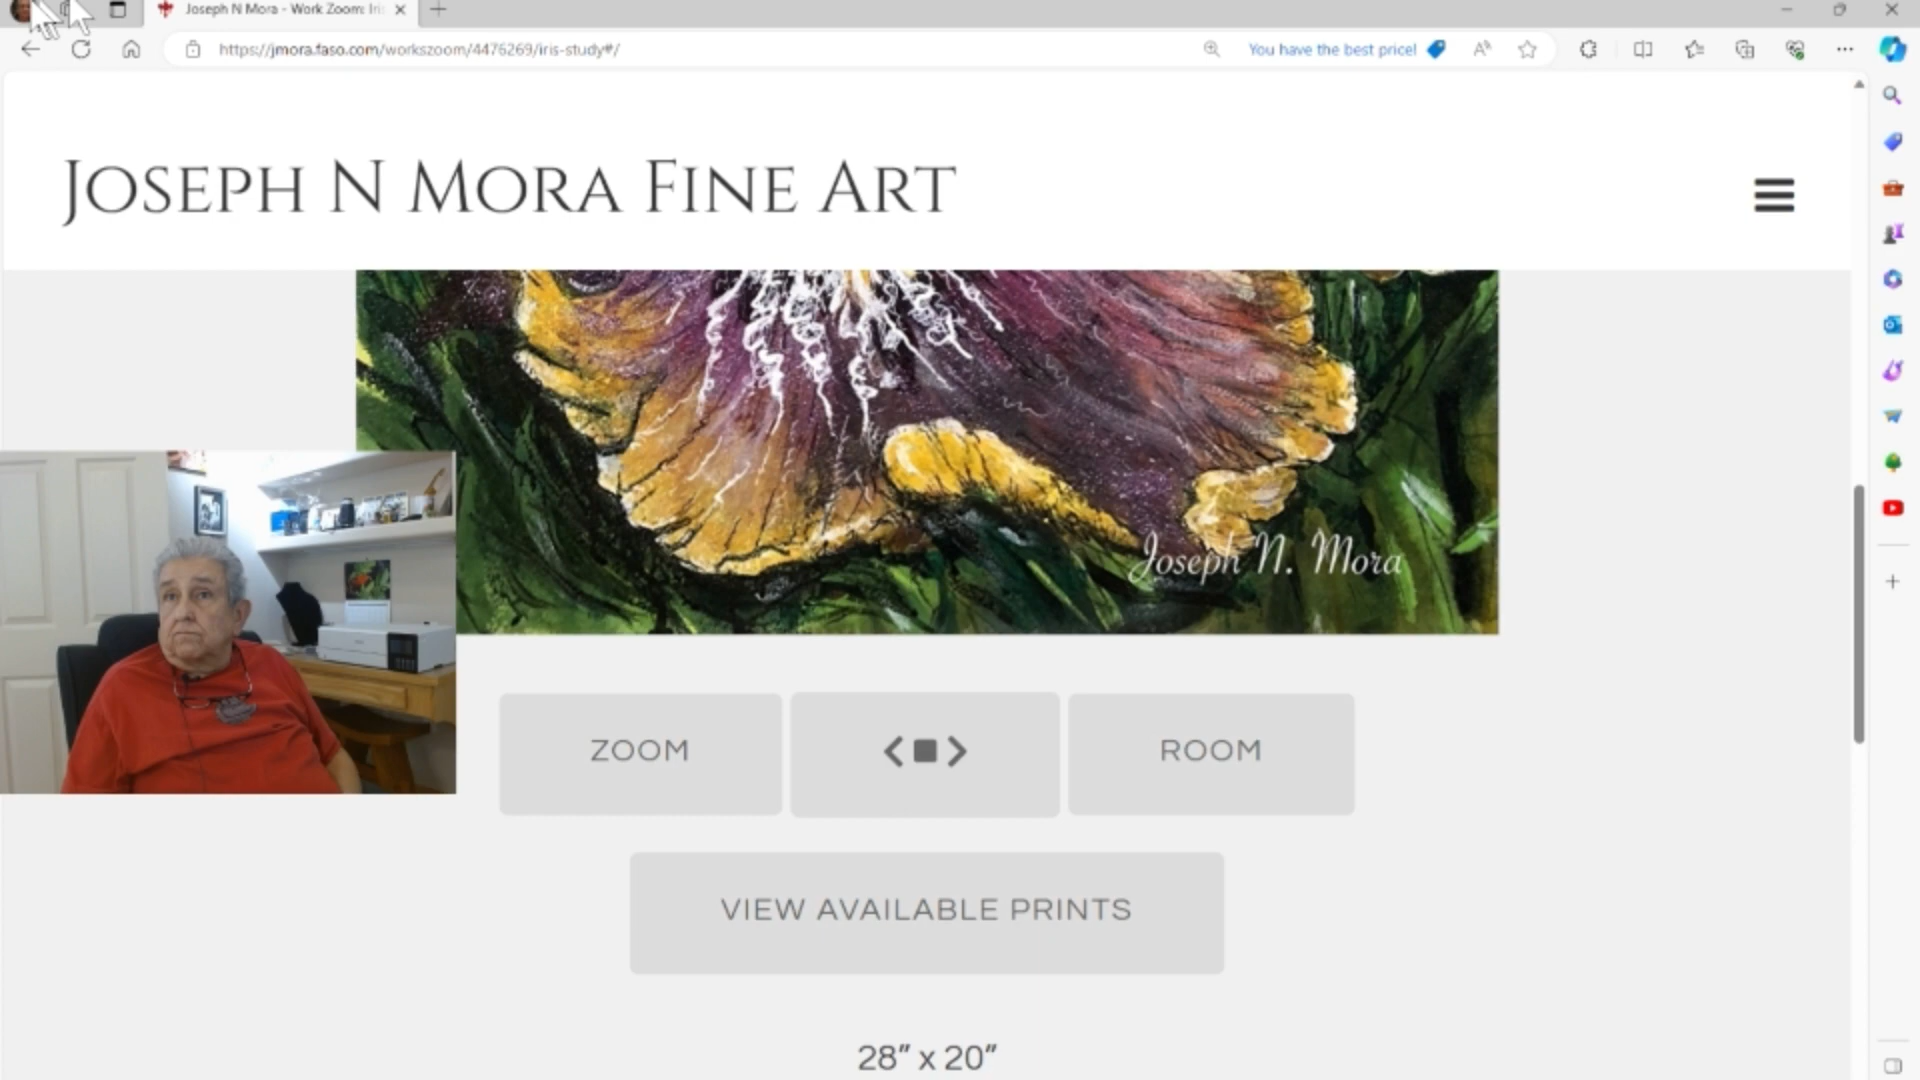 Joseph N Mora - Work Zoom: Iris
https://jmora.faso.com/workszoom/4476269/iris-study#/
You have the best price!
JOSEPH N MORA FINE ART
Joseph N. Mora
ZOOM
ROOM
VIEW AVAILABLE PRINTS
28" x 20"